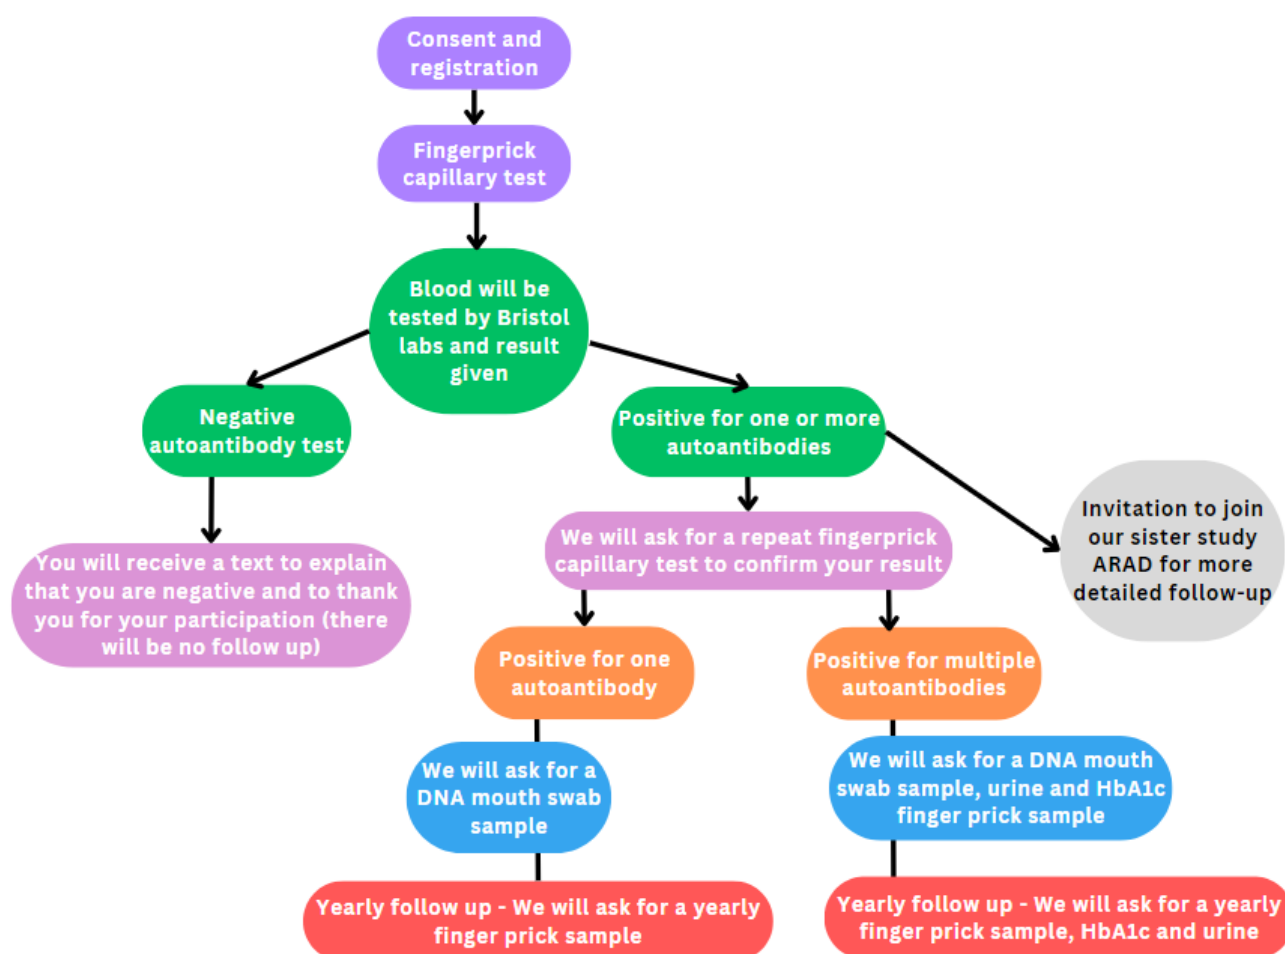 Consent and
registration
Fingerprick
capillary test
Blood will be
tested by Bristol
labs and result
given
Negative
autoantibody test
Positive for one or more
autoantibodies
You will receive a text to explain
that you are negative and to thank
you for your participation (there
will be no follow up)
We will ask for a repeat fingerprick
capillary test to confirm your result
Invitation to join
our sister study
ARAD for more
detailed follow-up
Positive for one
autoantibody
Positive for multiple
autoantibodies
We will ask for a
DNA mouth swab
sample
We will ask for a DNA mouth
swab sample, urine and HbA1c
finger prick sample
Yearly follow up - We will ask for a yearly
finger prick sample
Yearly follow up - We will ask for a yearly
finger prick sample, HbA1c and urine